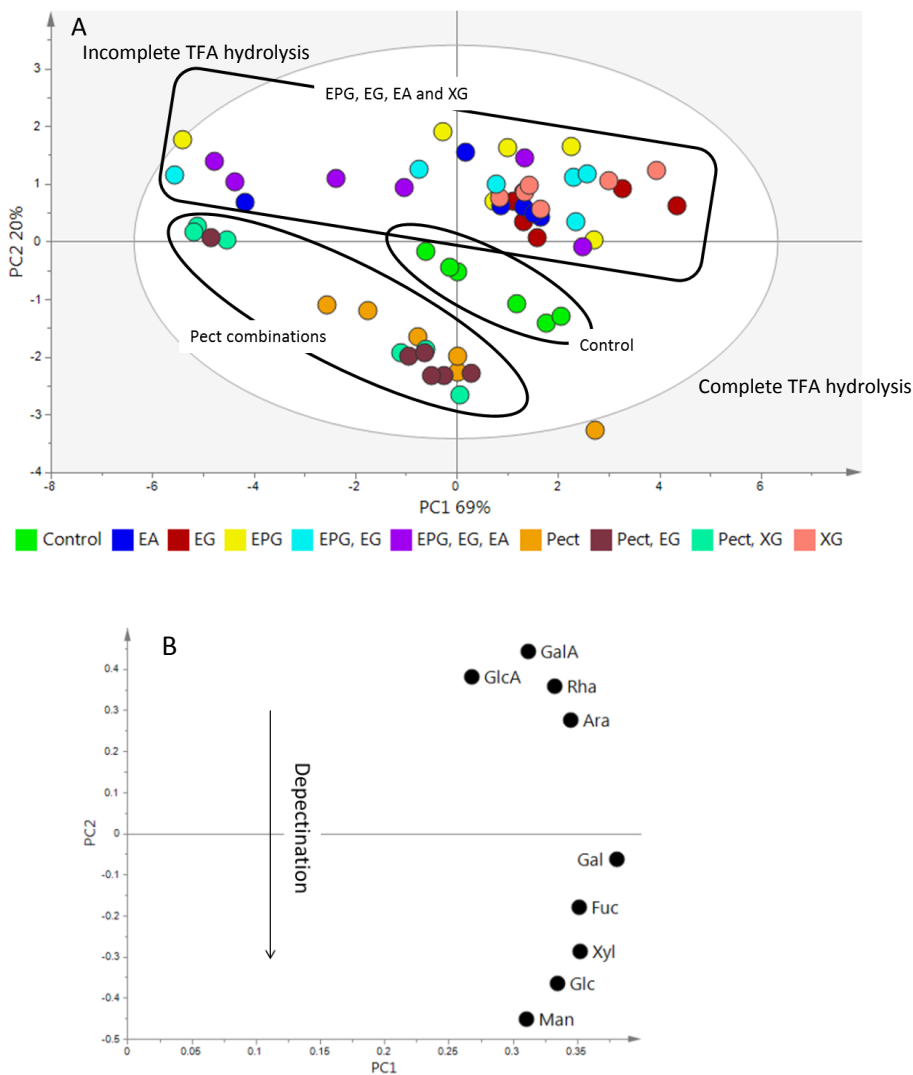 A
Incomplete TFA hydrolysis
EPG, EG, EA and XG
3
2
1
0
-1
-2
-3
-4
PC2 20%
Pect combinations
Control
Complete TFA hydrolysis
-8 -6 -4 -2 0 2 4 6
PC1 69%
Control EA EG EPG EPG, EG EPG, EG, EA Pect Pect, EG Pect, XG XG
B
0.4
0.3
0.2
0.1
0
-0.1
-0.2
-0.3
-0.4
-0.5
PC2
Depectination
GalA
GlcA
Rha
Ara
Gal
Fuc
Xyl
Glc
Man
0 0.05 0.1 0.15 0.2 0.25 0.3 0.35
PC1